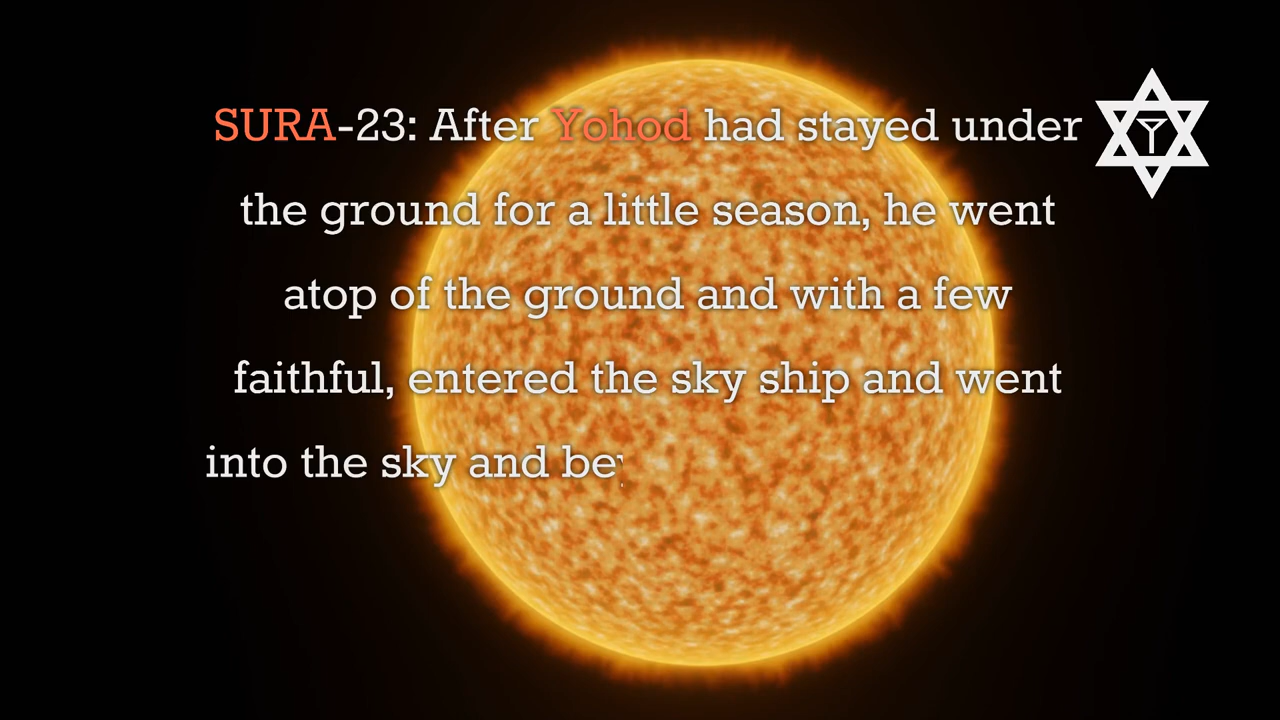 SURA-23: After Yohod had stayed under
the ground for a little season, he went
atop of the ground and with a few
faithful, entered the sky ship and went
into the sky and be